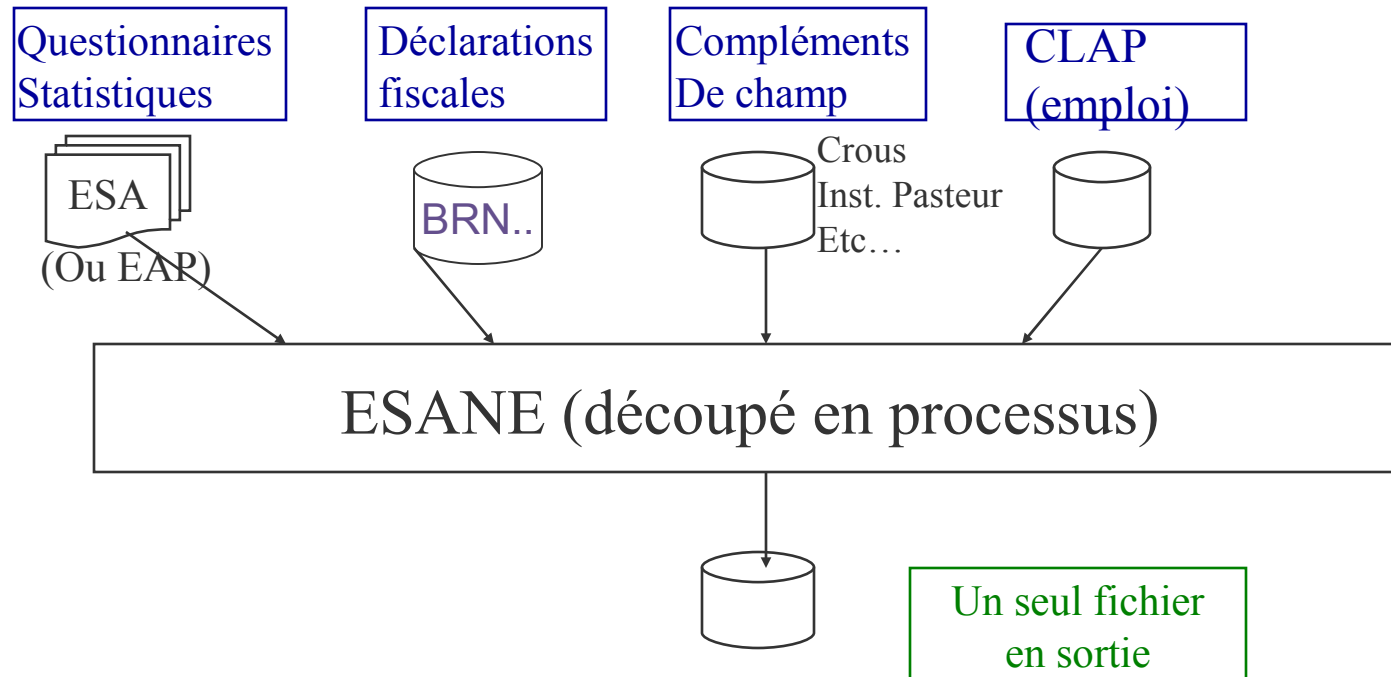 Questionnaires
Statistiques
Déclarations
fiscales
Compléments
De champ
CLAP
(emploi)
ESA
(Ou EAP)
BRN..
Crous
Inst. Pasteur
Etc…
ESANE (découpé en processus)
Un seul fichier
en sortie